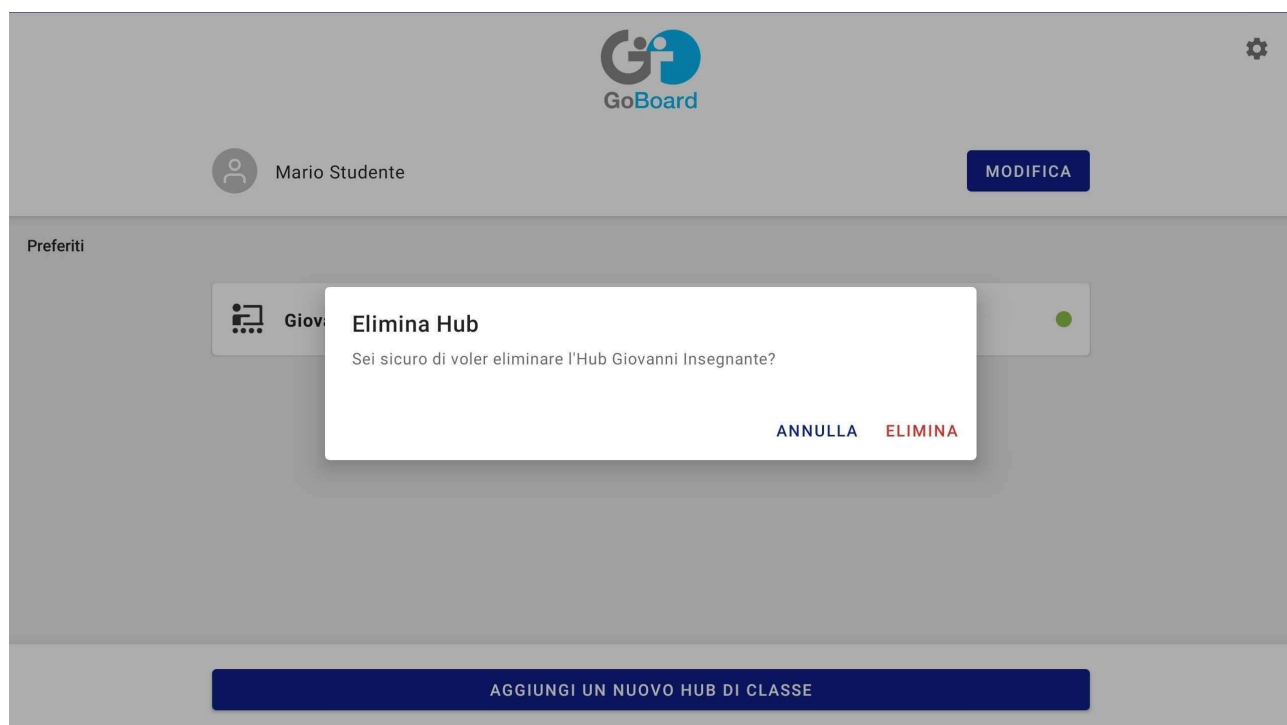 GoBoard
Mario Studente
MODIFICA
Preferiti
Giov
Elimina Hub
Sei sicuro di voler eliminare l'Hub Giovanni Insegnante?
ANNULLA ELIMINA
AGGIUNGI UN NUOVO HUB DI CLASSE